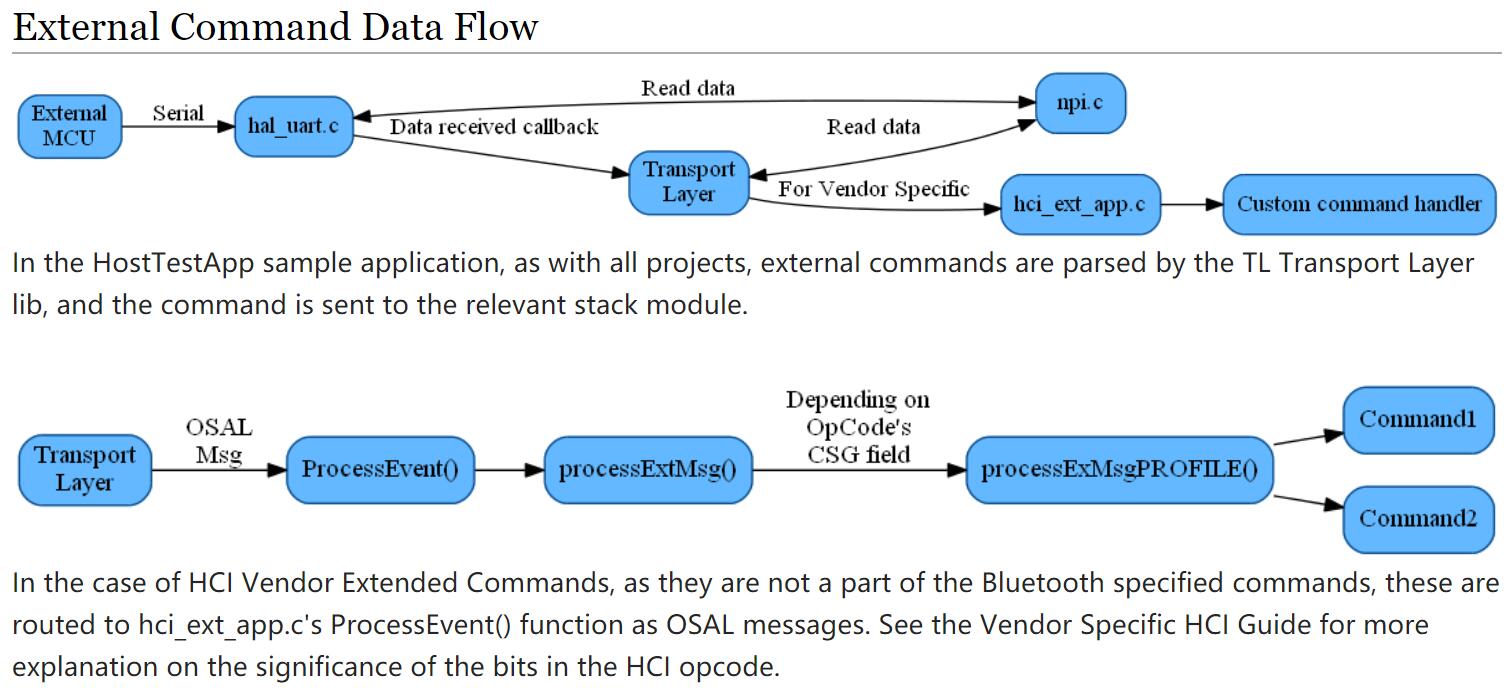 External Command Data Flow
Read data
External
MCU
Serial
hal_uart.c
Data received callback
Read data
npi.c
Transport
Layer
For Vendor Specific
hci_ext_app.c
Custom command handler
In the HostTestApp sample application, as with all projects, external commands are parsed by the TL Transport Layer
lib, and the command is sent to the relevant stack module.
Transport
Layer
OSAL
Msg
ProcessEvent()
processExtMsg()
Depending on
OpCode's
CSG field
processExMsgPROFILE()
Command1
Command2
In the case of HCI Vendor Extended Commands, as they are not a part of the Bluetooth specified commands, these are
routed to hci_ext_app.c's ProcessEvent() function as OSAL messages. See the Vendor Specific HCI Guide for more
explanation on the significance of the bits in the HCI opcode.